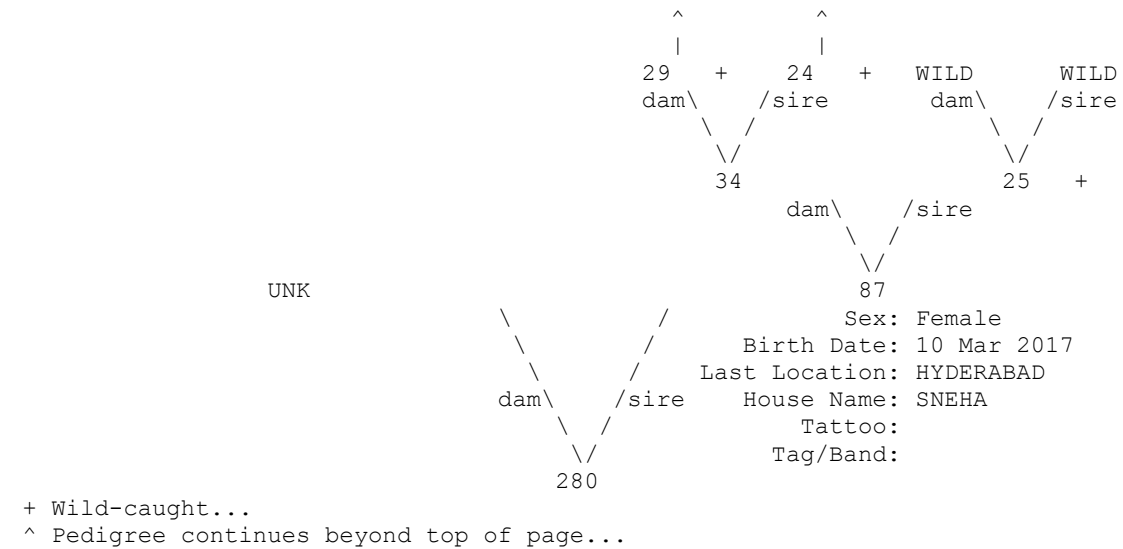 ^ ^
| |
29 + 24 + WILD WILD
dam\ /sire dam\ /sire
\ / \ /
\/ \/
34 25 +
dam\ /sire
\ /
\/
UNK 87
\ / Sex: Female
\ / Birth Date: 10 Mar 2017
\ / Last Location: HYDERABAD
dam\ /sire House Name: SNEHA
\ / Tattoo:
\/ Tag/Band:
280
+ Wild-caught...
^ Pedigree continues beyond top of page...